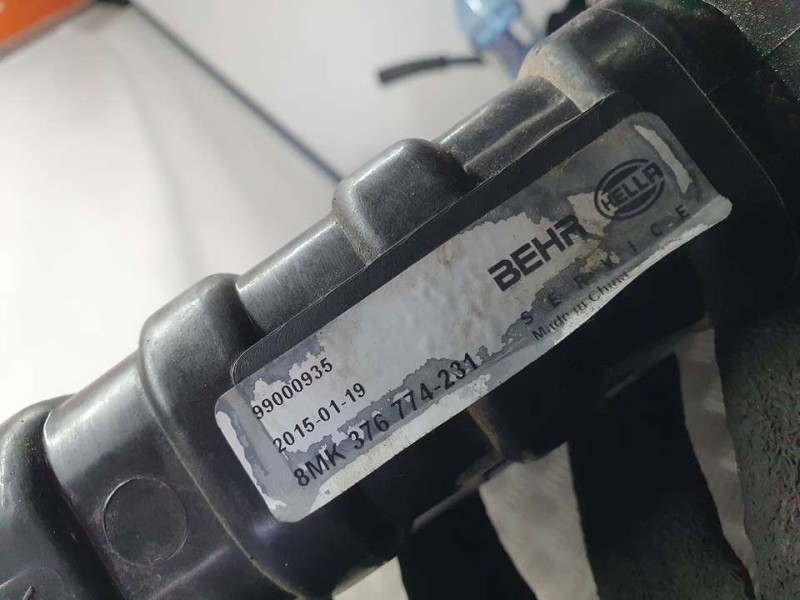 BEHR HELLA
SERVICE
Made in China
99000935
2015-01-19
8MK 376 774-231